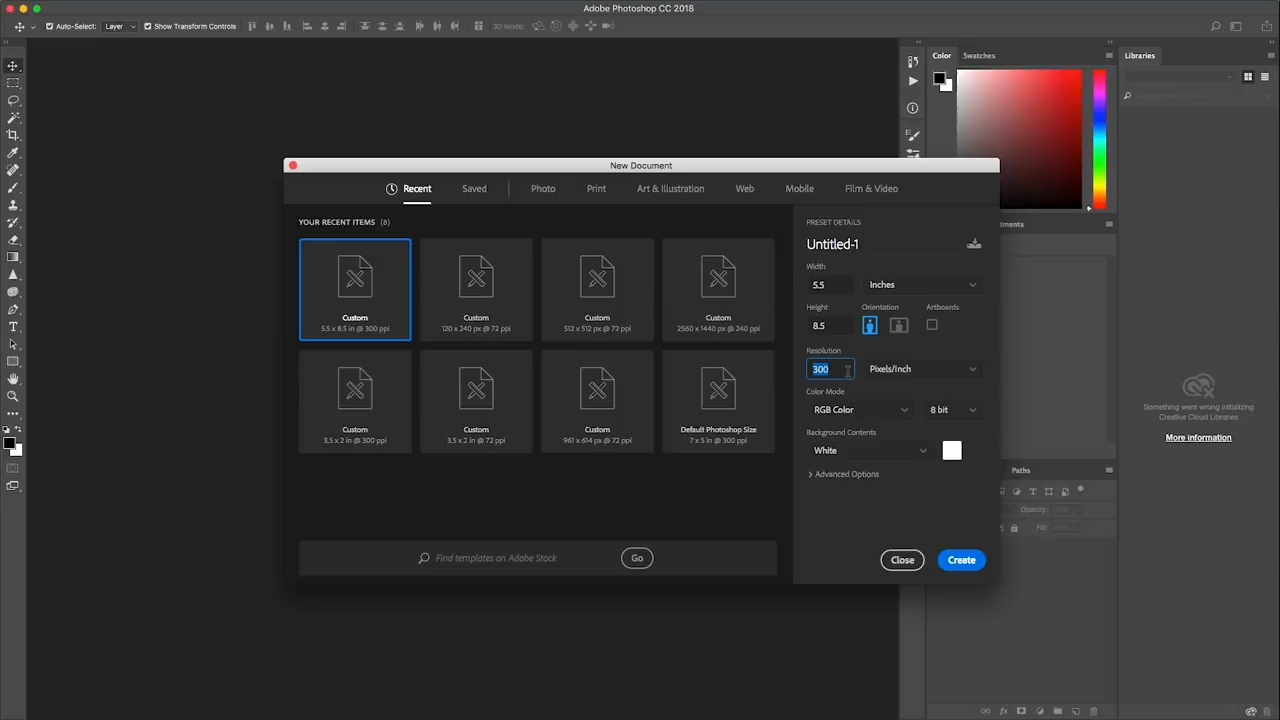 Adobe Photoshop CC 2018
Auto-Select: Layer Show Transform Controls 3D Mode:
Color Swatches Libraries
New Document
Recent Saved Photo Print Art & Illustration Web Mobile Film & Video
YOUR RECENT ITEMS (8)
Custom
5.5 x 8.5 in @ 300 ppi
Custom
120 x 240 px @ 72 ppi
Custom
512 x 512 px @ 72 ppi
Custom
2560 x 1440 px @ 240 ppi
Custom
3.5 x 2 in @ 300 ppi
Custom
3.5 x 2 in @ 72 ppi
Custom
961 x 614 px @ 72 ppi
Default Photoshop Size
7 x 5 in @ 300 ppi
Find templates on Adobe Stock Go
PRESET DETAILS
Untitled-1
Width
5.5 Inches
Height Orientation Artboards
8.5
Resolution
300 Pixels/Inch
Color Mode
RGB Color 8 bit
Background Contents
White
Advanced Options
Close Create
tments
Paths
Opacity:
Fill:
Something went wrong initializing
Creative Cloud Libraries
More information